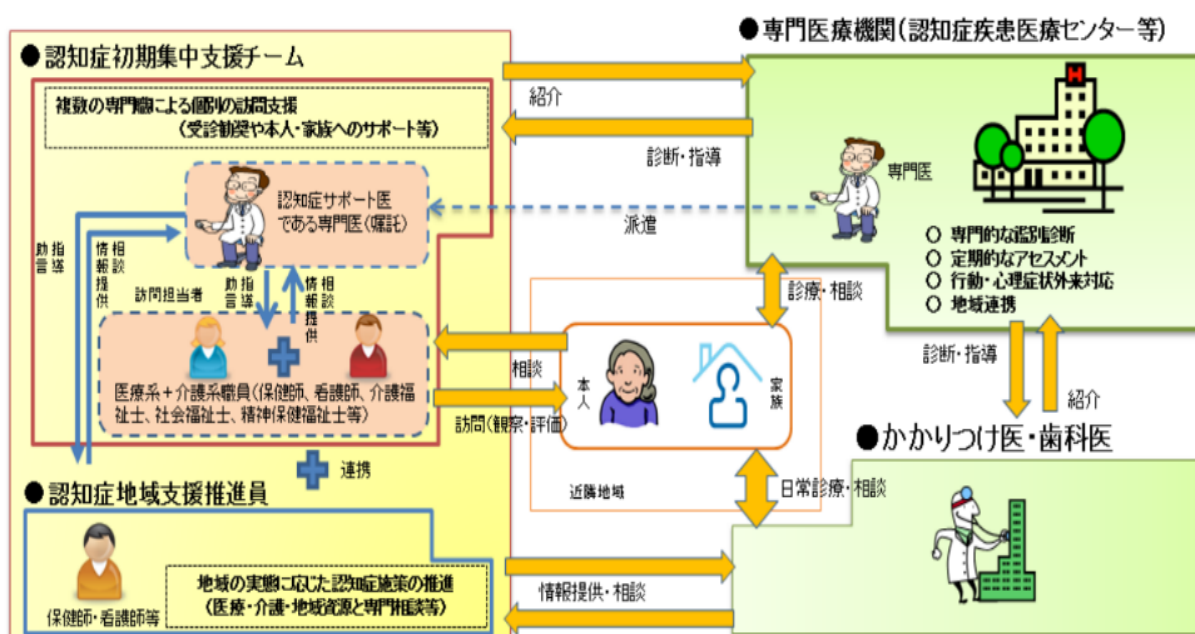 ●認知症初期集中支援チーム
複数の専門職による個別の訪問支援
(受診勧奨や本人・家族へのサポート等)
認知症サポート医
である専門医(嘱託)
指導
助言
相談
情報提供
訪問担当者
指導
助言
相談
情報提供
医療系+介護系職員(保健師、看護師、介護福
祉士、社会福祉士、精神保健福祉士等)
連携
●認知症地域支援推進員
地域の実態に応じた認知症施策の推進
(医療・介護・地域資源と専門相談等)
保健師・看護師等
紹介
診断・指導
派遣
相談
訪問(観察・評価)
本人
家族
近隣地域
診療・相談
日常診療・相談
情報提供・相談
●専門医療機関(認知症疾患医療センター等)
H
専門医
○ 専門的な鑑別診断
○ 定期的なアセスメント
○ 行動・心理症状外来対応
○ 地域連携
診断・指導
紹介
●かかりつけ医・歯科医